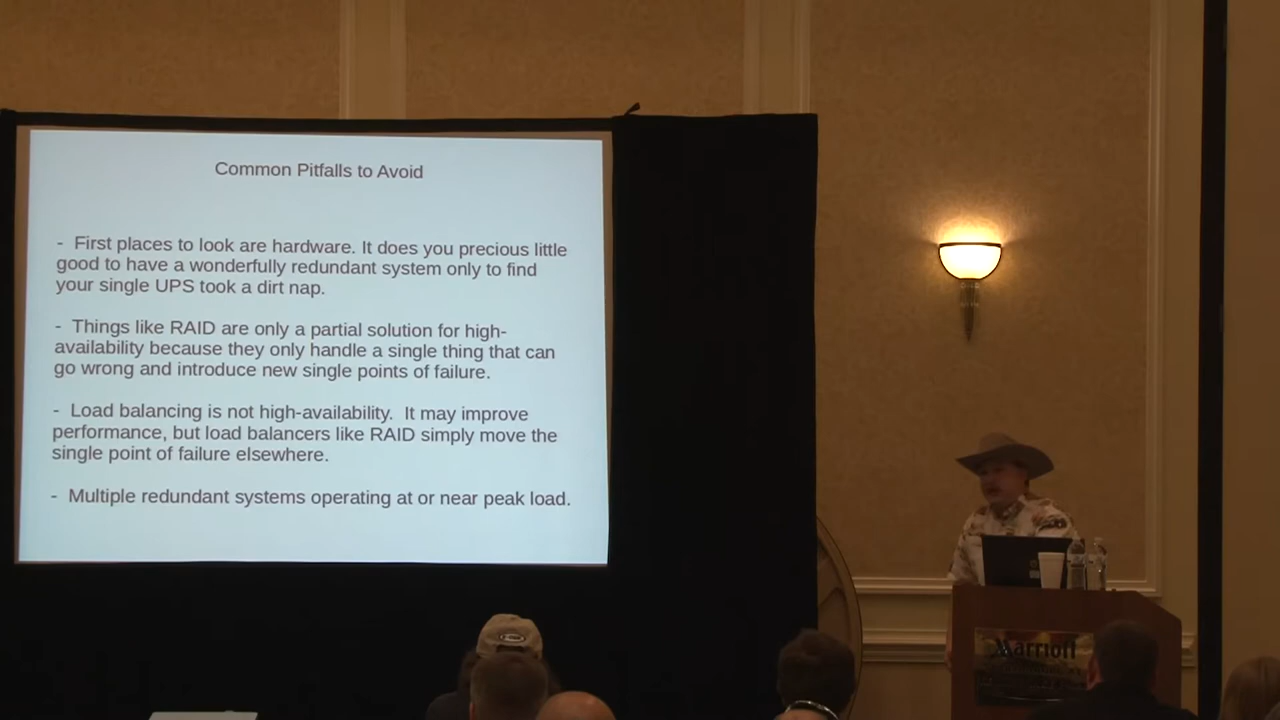 Common Pitfalls to Avoid
- First places to look are hardware. It does you precious little
good to have a wonderfully redundant system only to find
your single UPS took a dirt nap.
- Things like RAID are only a partial solution for high-
availability because they only handle a single thing that can
go wrong and introduce new single points of failure.
- Load balancing is not high-availability. It may improve
performance, but load balancers like RAID simply move the
single point of failure elsewhere.
- Multiple redundant systems operating at or near peak load.
Marriott